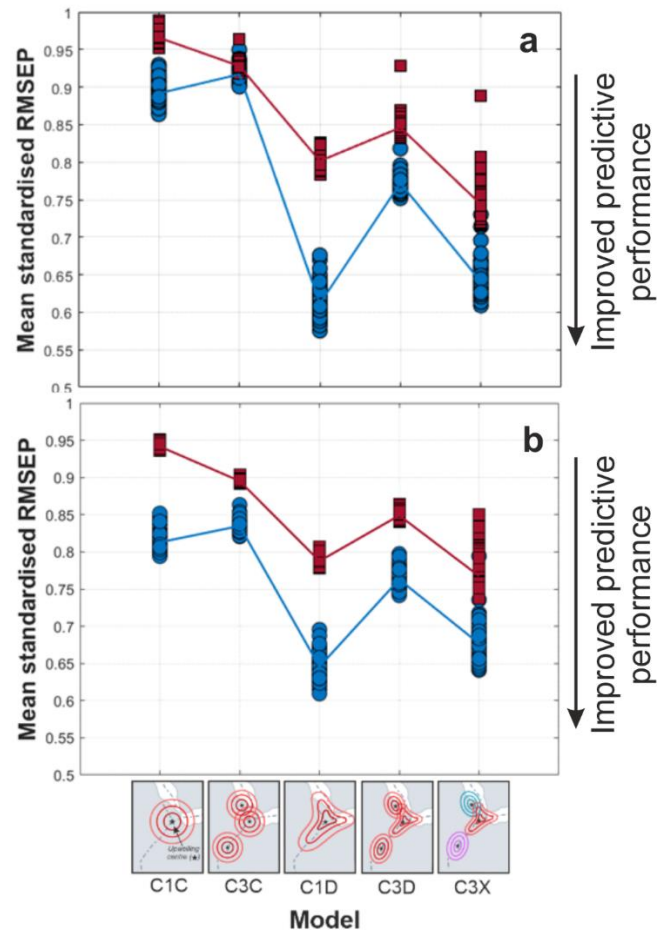 a
1
0.95
0.9
0.85
0.8
0.75
0.7
0.65
0.6
0.55
0.5
Mean standardised RMSEP
Improved predictive
performance
b
1
0.95
0.9
0.85
0.8
0.75
0.7
0.65
0.6
0.55
0.5
Mean standardised RMSEP
Improved predictive
performance
Upwelling
centre (★)
C1C C3C C1D C3D C3X
Model